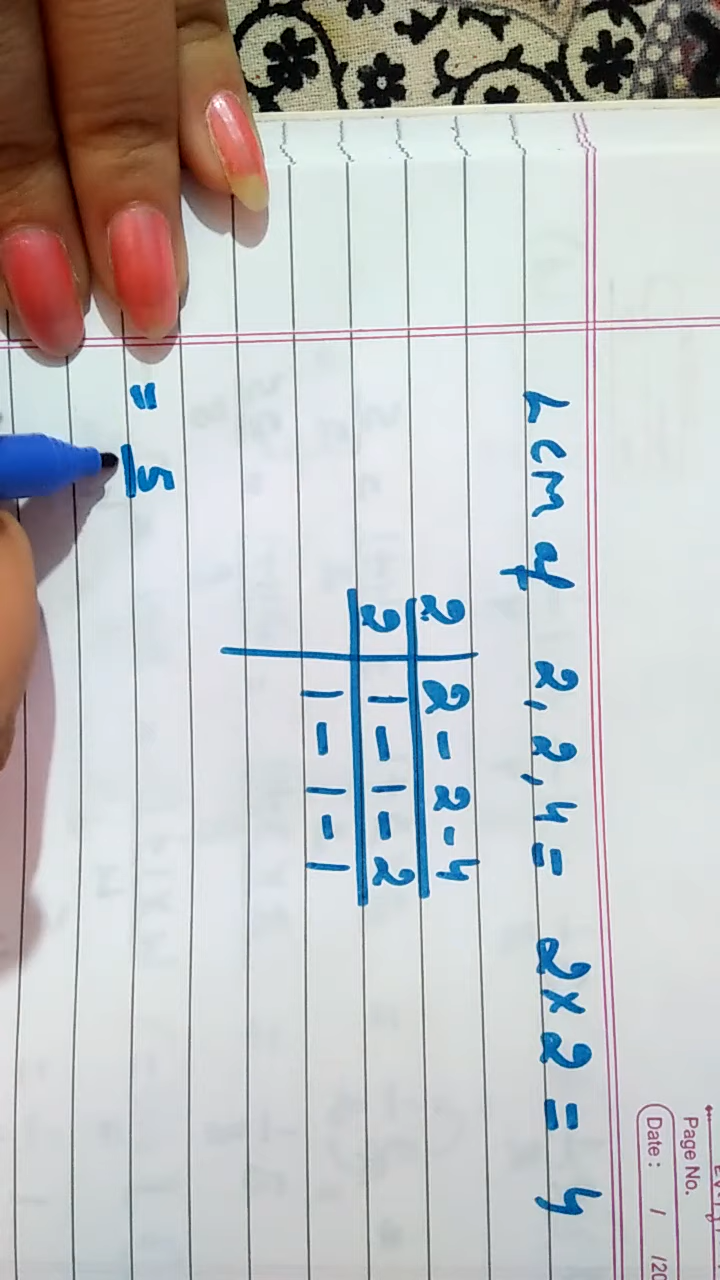 Page No.
Date: / /20
LCM of 2, 2, 4 = 2 × 2 = 4
2 | 2 - 2 - 4
2 | 1 - 1 - 2
| 1 - 1 - 1
= 5